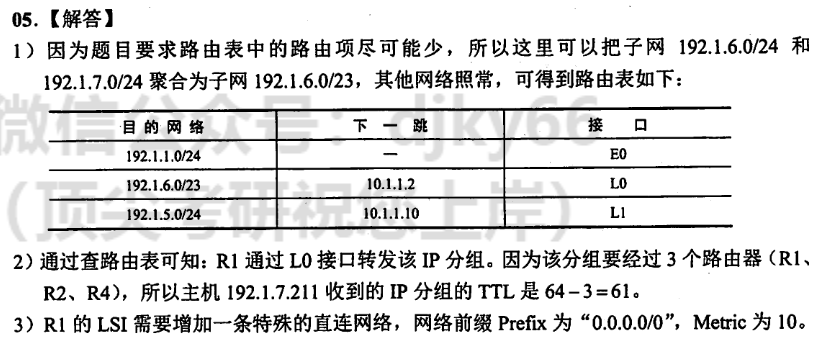 05.【解答】
1）因为题目要求路由表中的路由项尽可能少，所以这里可以把子网 192.1.6.0/24 和
192.1.7.0/24 聚合为子网 192.1.6.0/23，其他网络照常，可得到路由表如下：
目的网络 下一跳 接口
192.1.1.0/24 — E0
192.1.6.0/23 10.1.1.2 L0
192.1.5.0/24 10.1.1.10 L1
2）通过查路由表可知：R1 通过 L0 接口转发该 IP 分组。因为该分组要经过 3 个路由器（R1、
R2、R4），所以主机 192.1.7.211 收到的 IP 分组的 TTL 是 64－3＝61。
3）R1 的 LSI 需要增加一条特殊的直连网络，网络前缀 Prefix 为“0.0.0.0/0”，Metric 为 10。
微信公众号：djky66
（顶尖考研祝您上岸）